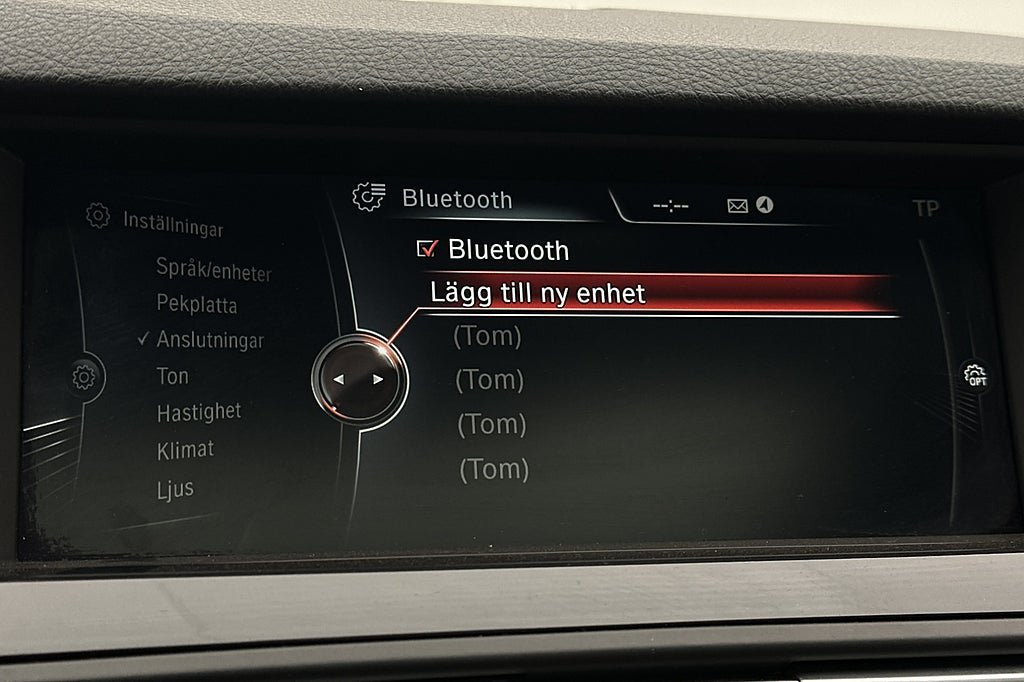 Inställningar
Språk/enheter
Pekplatta
✓ Anslutningar
Ton
Hastighet
Klimat
Ljus
Bluetooth
--:--
TP
Bluetooth
Lägg till ny enhet
(Tom)
(Tom)
(Tom)
(Tom)
OPT